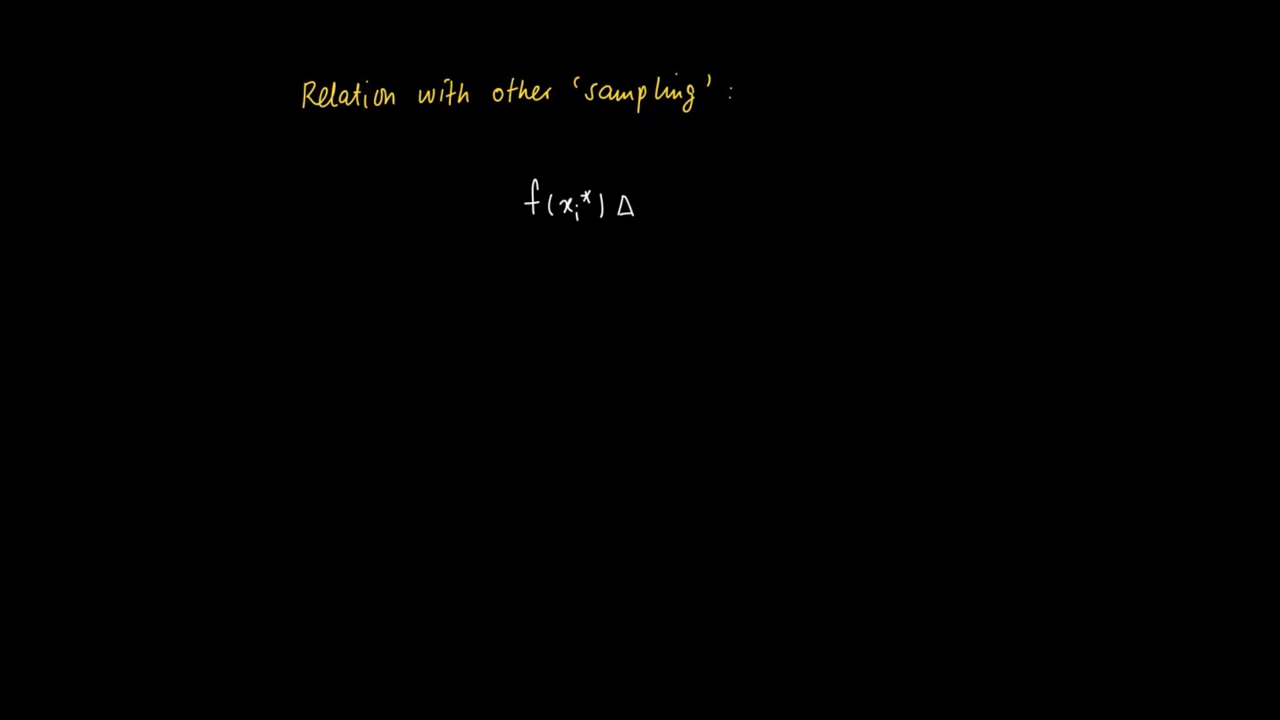 Relation with other 'sampling' :
f(xᵢ*) Δ